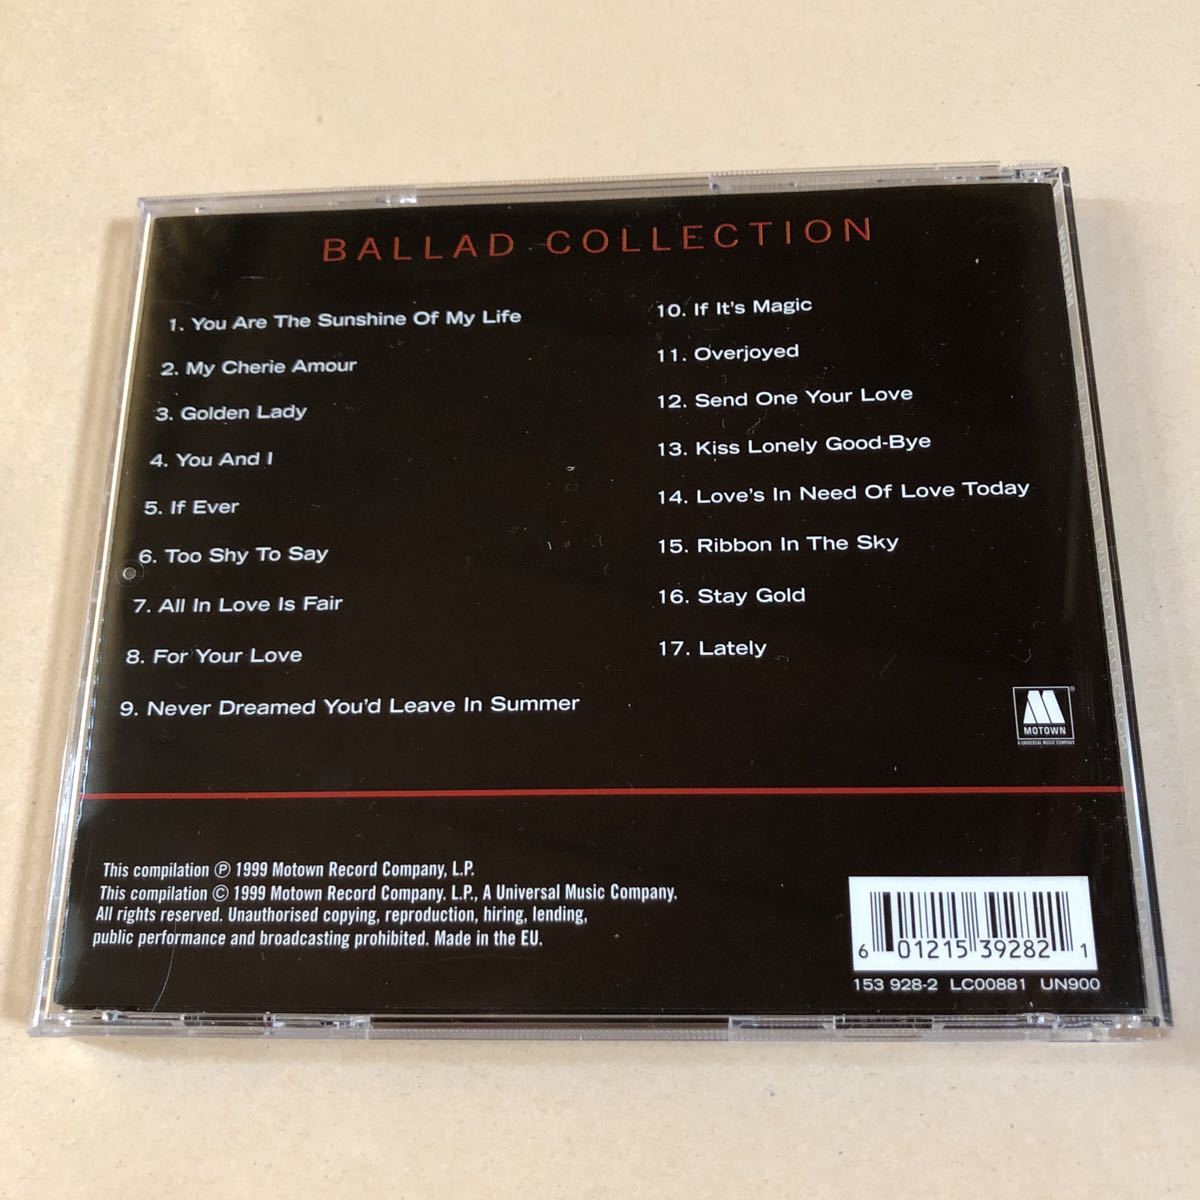 BALLAD COLLECTION
1. You Are The Sunshine Of My Life
2. My Cherie Amour
3. Golden Lady
4. You And I
5. If Ever
6. Too Shy To Say
7. All In Love Is Fair
8. For Your Love
9. Never Dreamed You'd Leave In Summer
10. If It's Magic
11. Overjoyed
12. Send One Your Love
13. Kiss Lonely Good-Bye
14. Love's In Need Of Love Today
15. Ribbon In The Sky
16. Stay Gold
17. Lately
M®
MOTOWN
A UNIVERSAL MUSIC COMPANY
This compilation ℗ 1999 Motown Record Company, L.P.
This compilation © 1999 Motown Record Company. L.P., A Universal Music Company.
All rights reserved. Unauthorised copying, reproduction, hiring, lending,
public performance and broadcasting prohibited. Made in the EU.
6 01215 39282 1
153 928-2 LC00881 UN900